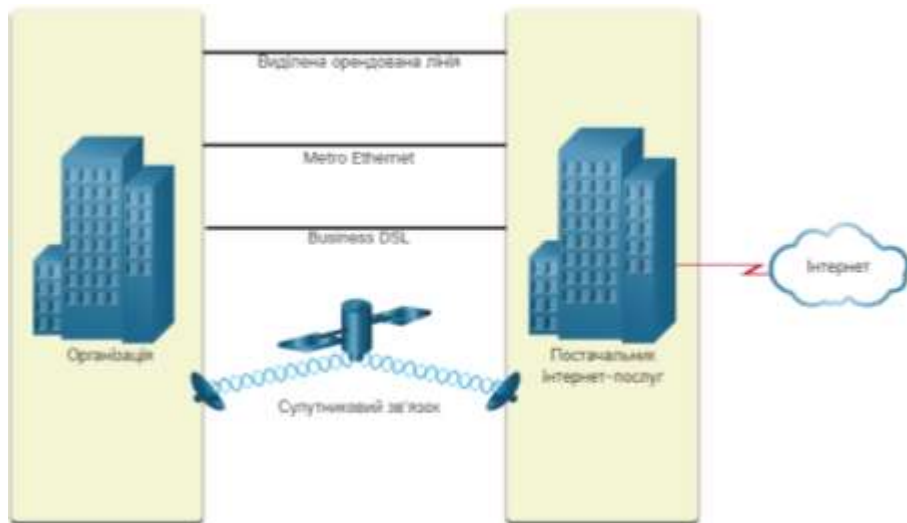 Виділена орендована лінія
Metro Ethernet
Business DSL
Інтернет
Організація
Постачальник
Інтернет-послуг
Супутниковий зв'язок